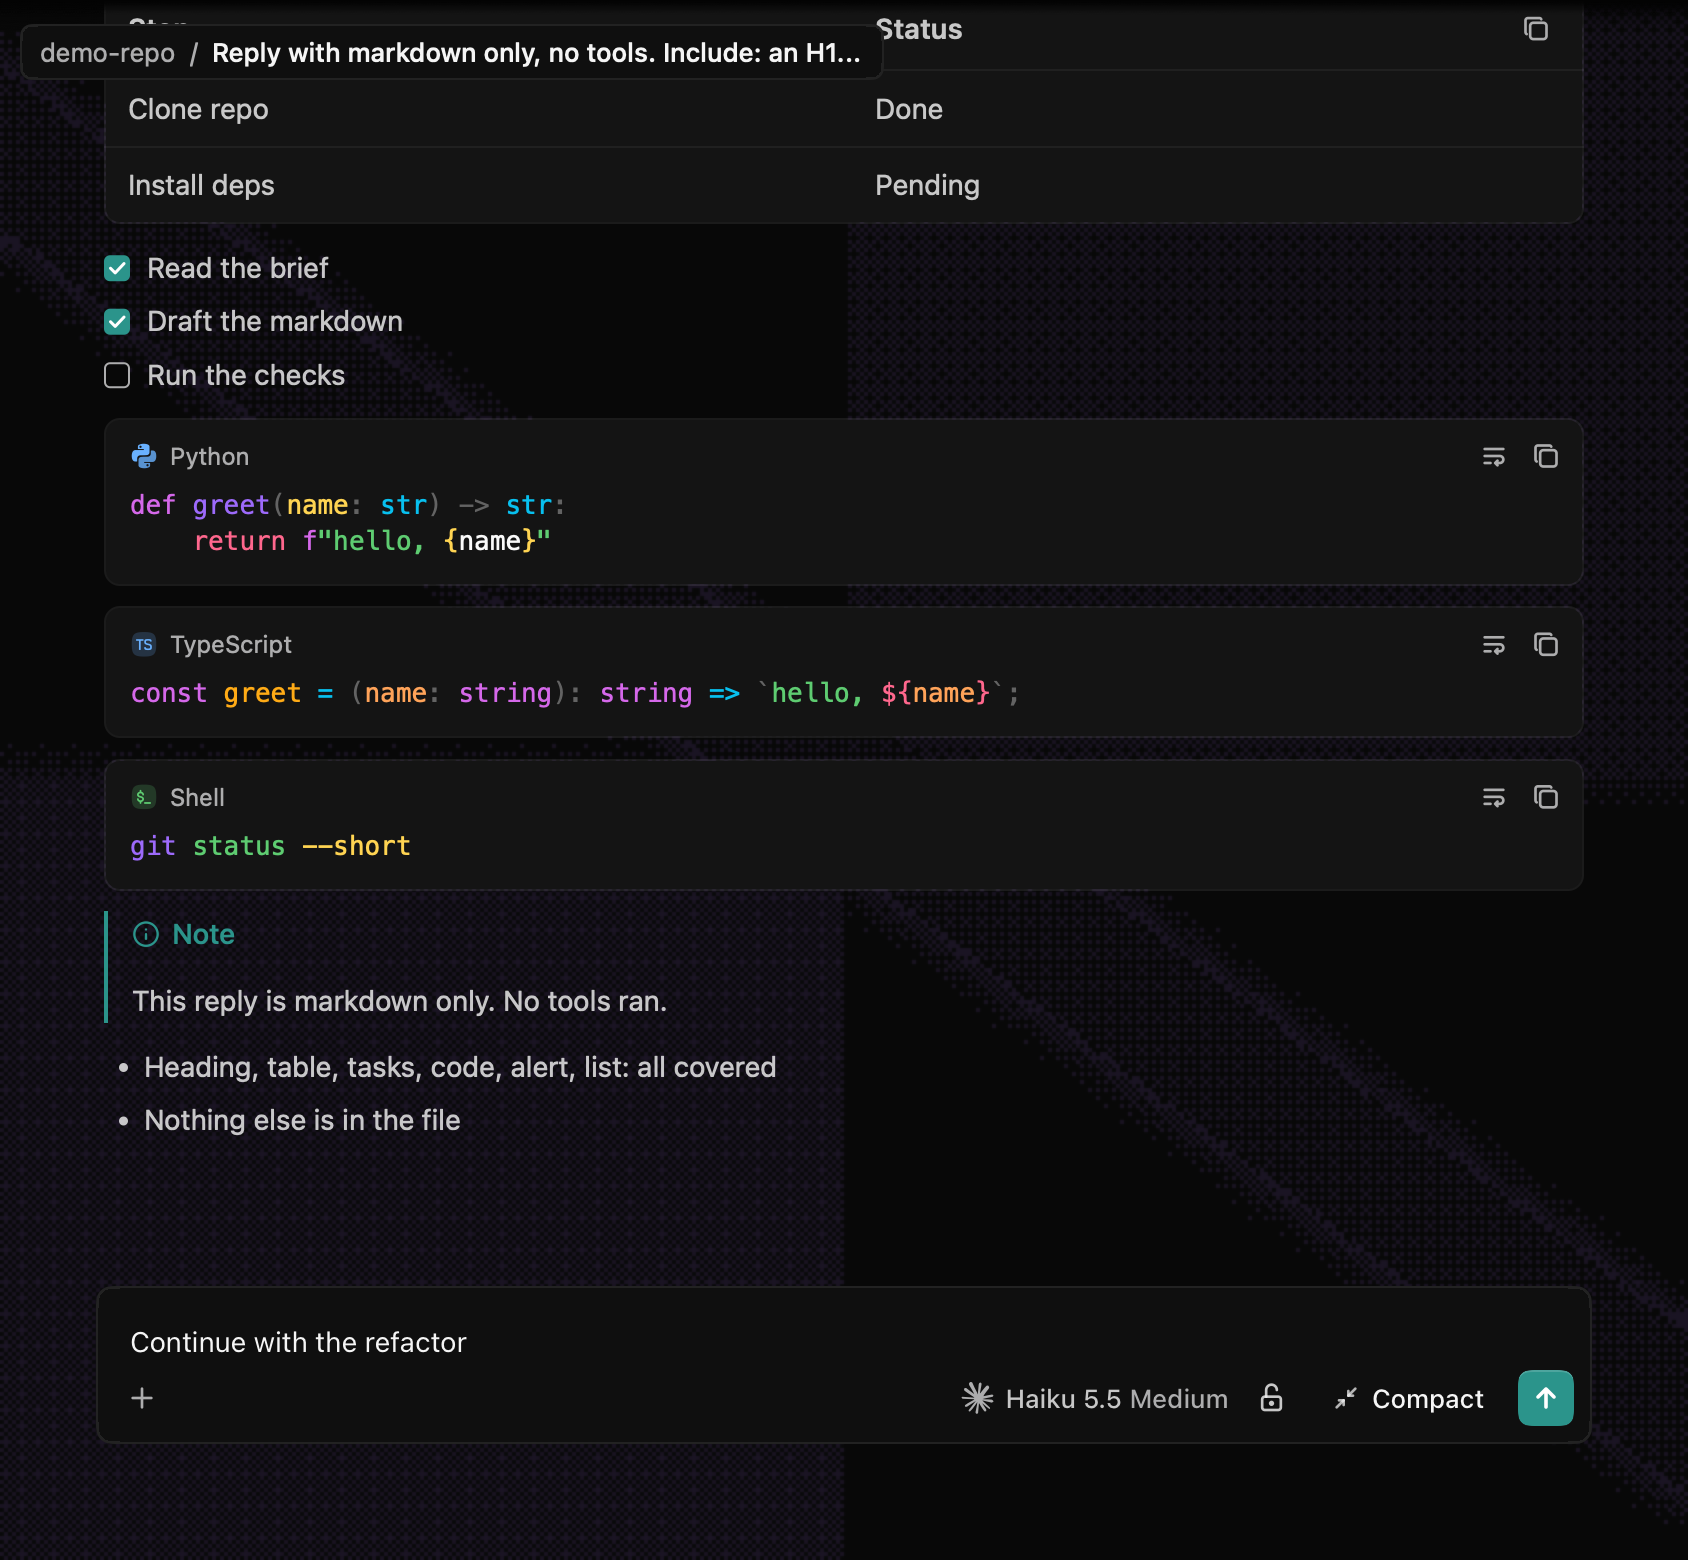 demo-repo / Reply with markdown only, no tools. Include: an H1...
Status
Clone repo Done
Install deps Pending
Read the brief
Draft the markdown
Run the checks
Python
def greet(name: str) -> str:
    return f"hello, {name}"
TS TypeScript
const greet = (name: string): string => `hello, ${name}`;
$_ Shell
git status --short
Note
This reply is markdown only. No tools ran.
• Heading, table, tasks, code, alert, list: all covered
• Nothing else is in the file
Continue with the refactor
Haiku 5.5 Medium Compact